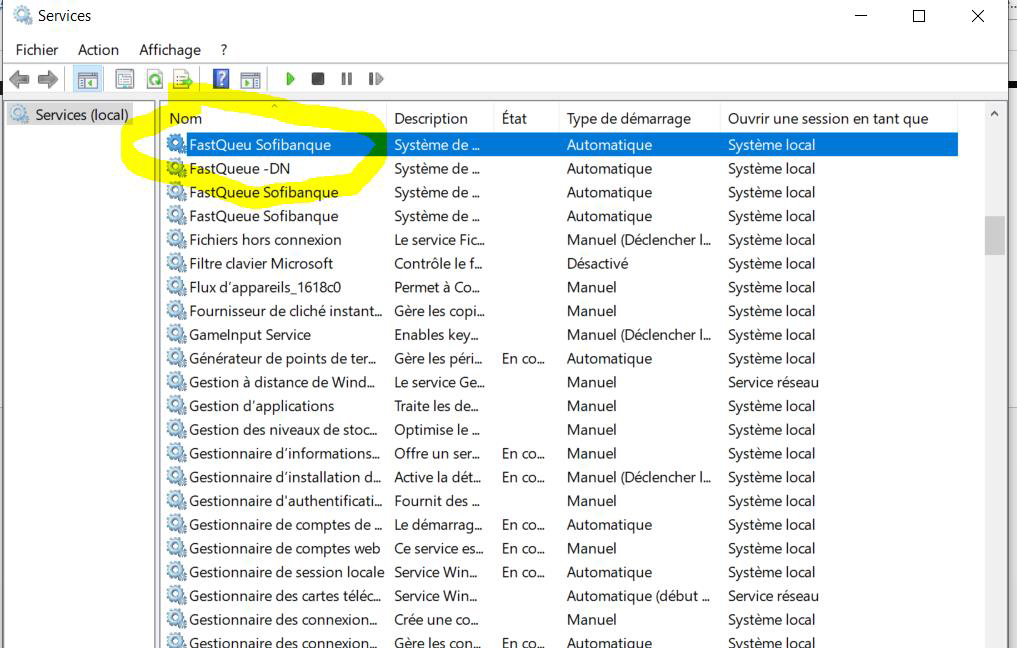 Services
Fichier Action Affichage ?
Services (local)
Nom Description État Type de démarrage Ouvrir une session en tant que
FastQueu Sofibanque Système de ... Automatique Système local
FastQueue -DN Système de ... Automatique Système local
FastQueue Sofibanque Système de ... Automatique Système local
FastQueue Sofibanque Système de ... Automatique Système local
Fichiers hors connexion Le service Fic... Manuel (Déclencher l... Système local
Filtre clavier Microsoft Contrôle le f... Désactivé Système local
Flux d'appareils_1618c0 Permet à Co... Manuel Système local
Fournisseur de cliché instant... Gère les copi... Manuel Système local
GameInput Service Enables key... Manuel (Déclencher l... Système local
Générateur de points de ter... Gère les péri... En co... Automatique Système local
Gestion à distance de Wind... Le service Ge... Manuel Service réseau
Gestion d'applications Traite les de... Manuel Système local
Gestion des niveaux de stoc... Optimise le ... Manuel Système local
Gestionnaire d'informations... Offre un ser... En co... Manuel Système local
Gestionnaire d'installation d... Active la dét... En co... Manuel (Déclencher l... Système local
Gestionnaire d'authentificati... Fournit des ... Manuel Système local
Gestionnaire de comptes de ... Le démarrag... En co... Automatique Système local
Gestionnaire de comptes web Ce service es... En co... Manuel Système local
Gestionnaire de session locale Service Win... En co... Automatique Système local
Gestionnaire des cartes téléc... Service Win... Automatique (début ... Service réseau
Gestionnaire des connexion... Crée une co... Manuel Système local
Gestionnaire des connexion... Gère les con... En co... Automatique Système local